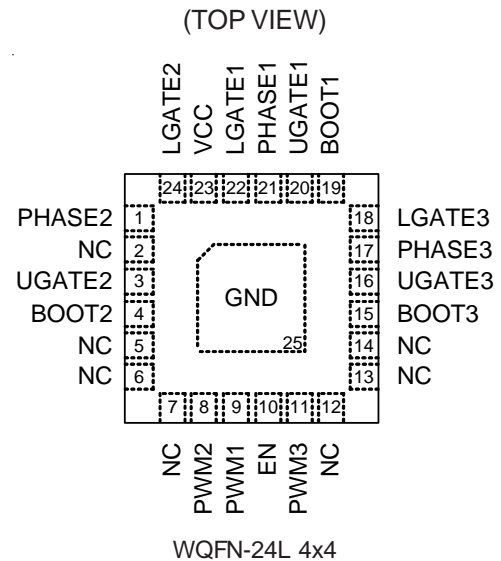 (TOP VIEW)
LGATE2
VCC
LGATE1
PHASE1
UGATE1
BOOT1
24 23 22 21 20 19
PHASE2 1
NC 2
UGATE2 3
BOOT2 4
NC 5
NC 6
GND
25
18 LGATE3
17 PHASE3
16 UGATE3
15 BOOT3
14 NC
13 NC
7 8 9 10 11 12
NC
PWM2
PWM1
EN
PWM3
NC
WQFN-24L 4x4